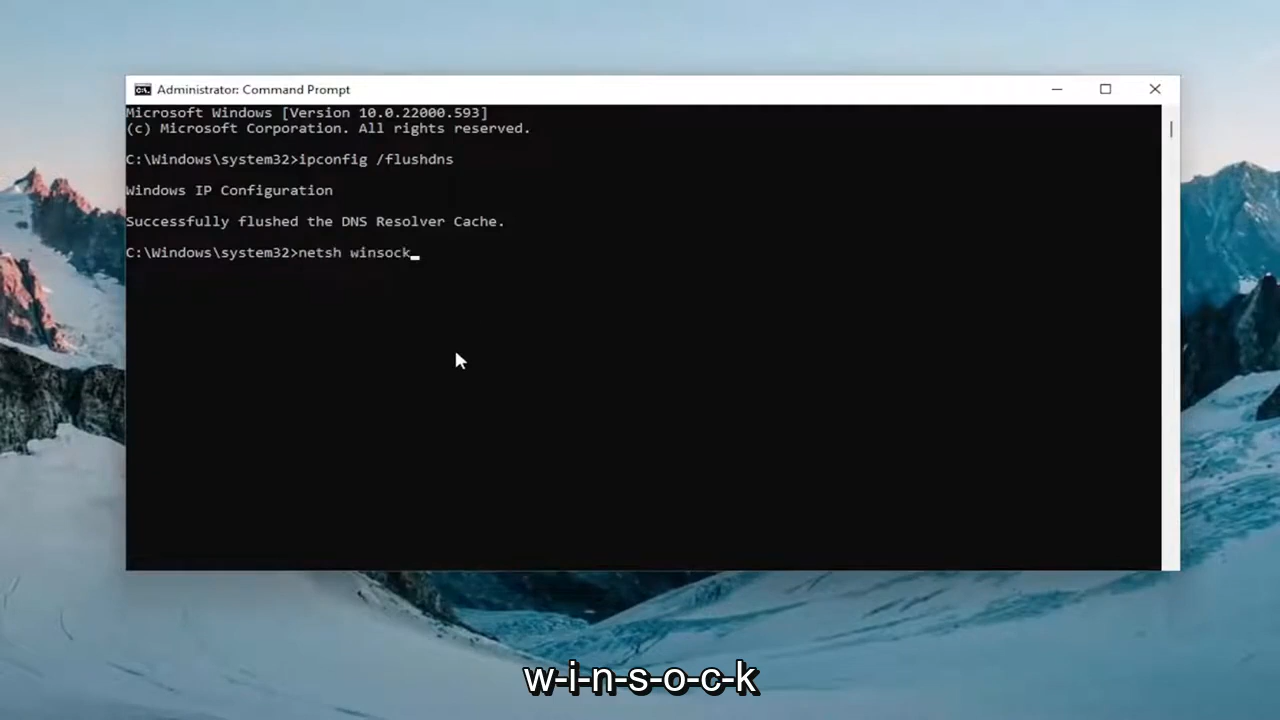 Administrator: Command Prompt
Microsoft Windows [Version 10.0.22000.593]
(c) Microsoft Corporation. All rights reserved.
C:\Windows\system32>ipconfig /flushdns
Windows IP Configuration
Successfully flushed the DNS Resolver Cache.
C:\Windows\system32>netsh winsock
w-i-n-s-o-c-k